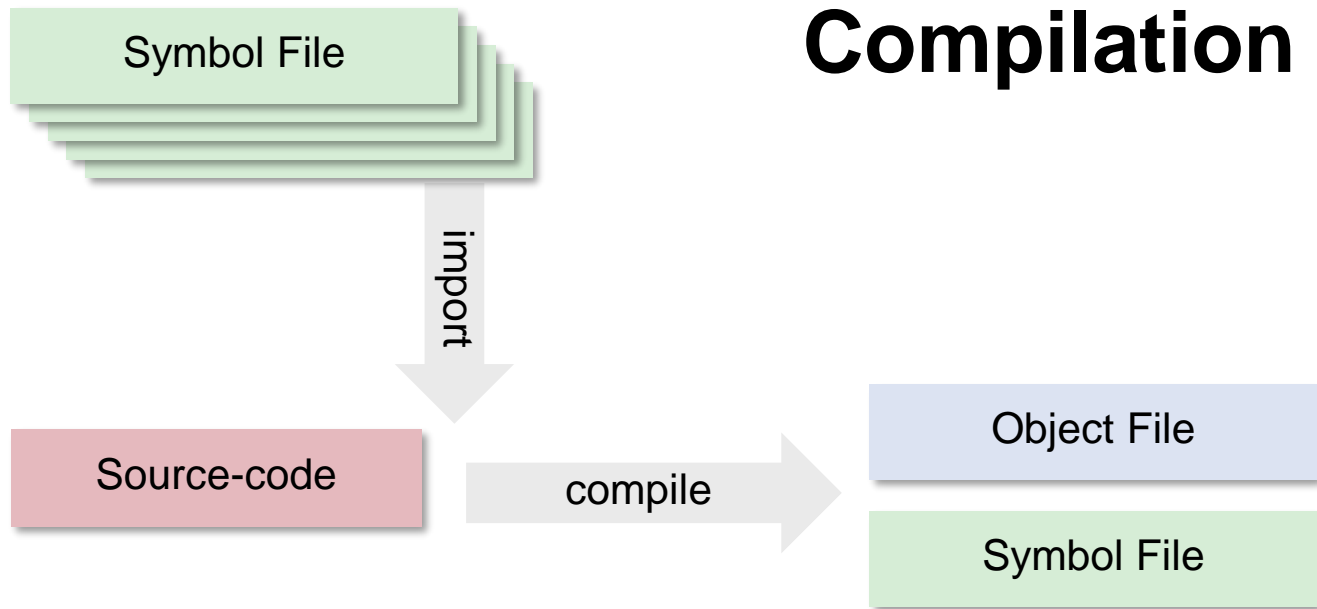 Compilation
Symbol File
import
Source-code
compile
Object File
Symbol File